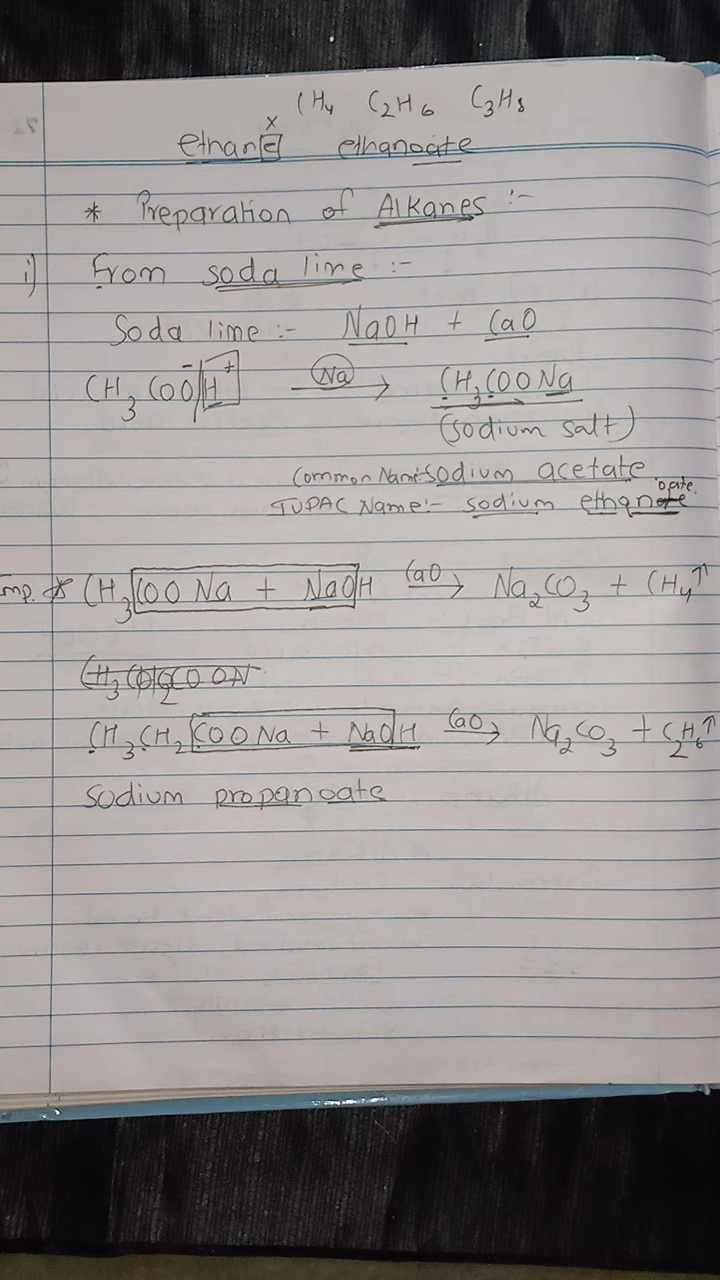 CH4 C2H6 C3H8
x
ethane ethanoate
* Preparation of Alkanes :-
i) From soda lime :-
Soda lime :- NaOH + CaO
CH3COO⁻H⁺ Na → CH3COONa
(sodium salt)
Common Name:- sodium acetate
IUPAC Name:- sodium ethanoate
Imp. * CH3COONa + NaOH CaO → Na2CO3 + CH4↑
CH3CH2COONa + NaOH CaO → Na2CO3 + C2H6↑
sodium propanoate